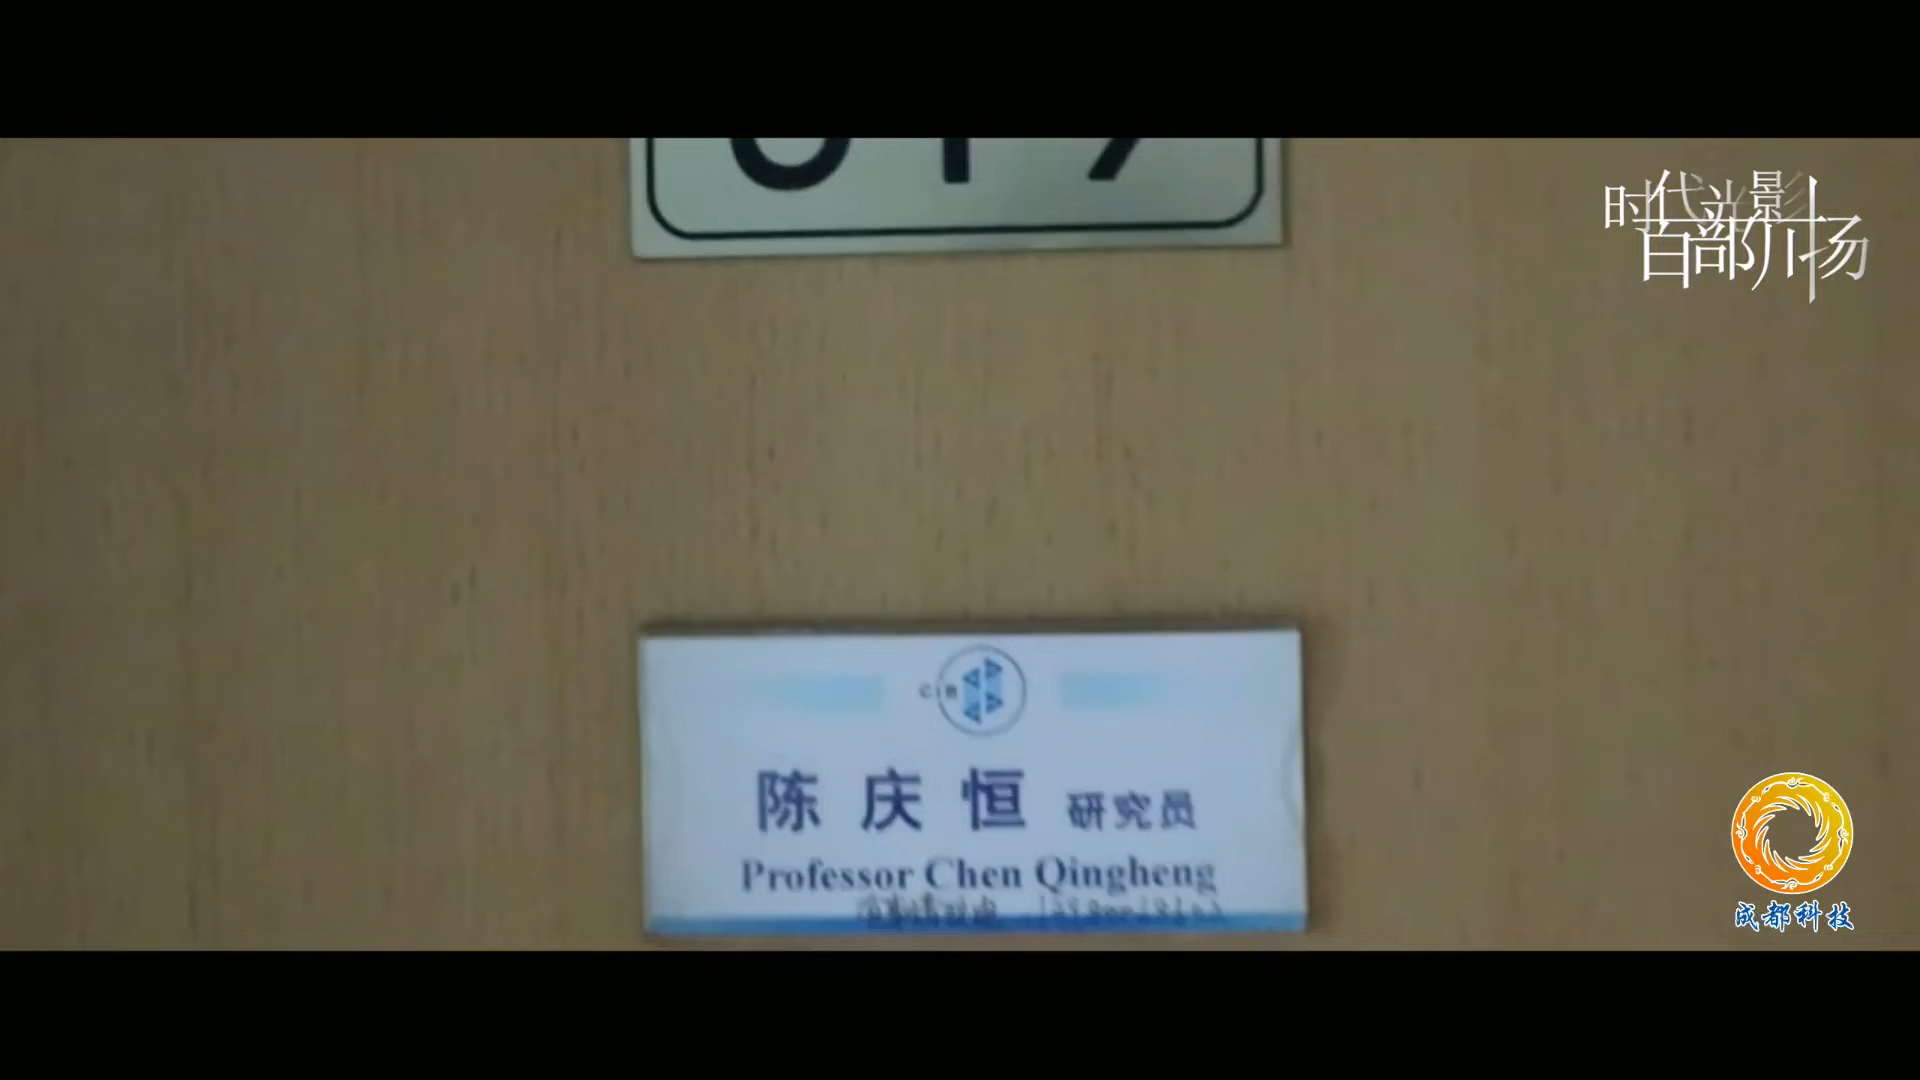 时代光影
百部川扬
CIB
陈庆恒 研究员
Professor Chen Qingheng
成都科技